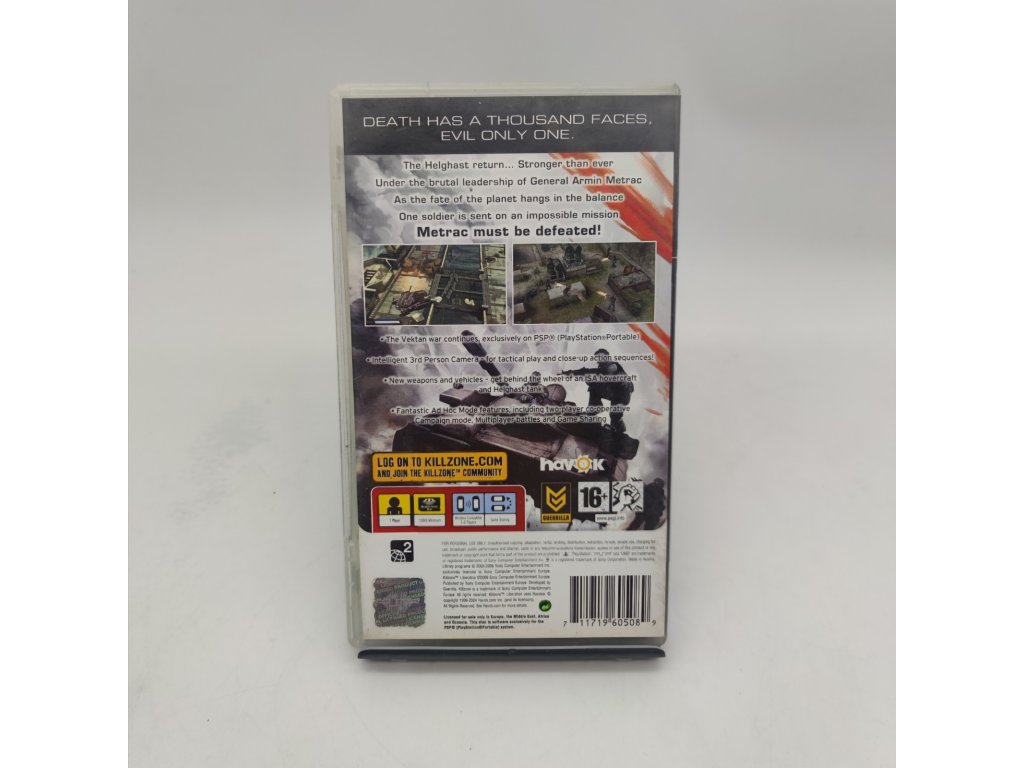 DEATH HAS A THOUSAND FACES,
EVIL ONLY ONE.
The Helghast return... Stronger than ever
Under the brutal leadership of General Armin Metrac
As the fate of the planet hangs in the balance
One soldier is sent on an impossible mission
Metrac must be defeated!
• The Vektan war continues, exclusively on PSP® (PlayStation®Portable)
• Intelligent 3rd Person Camera - for tactical play and close-up action sequences!
• New weapons and vehicles - get behind the wheel of an ISA hovercraft
and Helghast tank
• Fantastic Ad Hoc Mode features, including two-player co-operative
Campaign mode, Multiplayer battles and Game Sharing
LOG ON TO KILLZONE.COM
AND JOIN THE KILLZONE™ COMMUNITY
havok
GUERRILLA
16+
www.pegi.info
1 Player
Game Sharing
2
Licensed for sale only in Europe, the Middle East, Africa
and Oceania. This disc is software exclusively for the
PSP® (PlayStation®Portable) system.
7 11719 60508 9